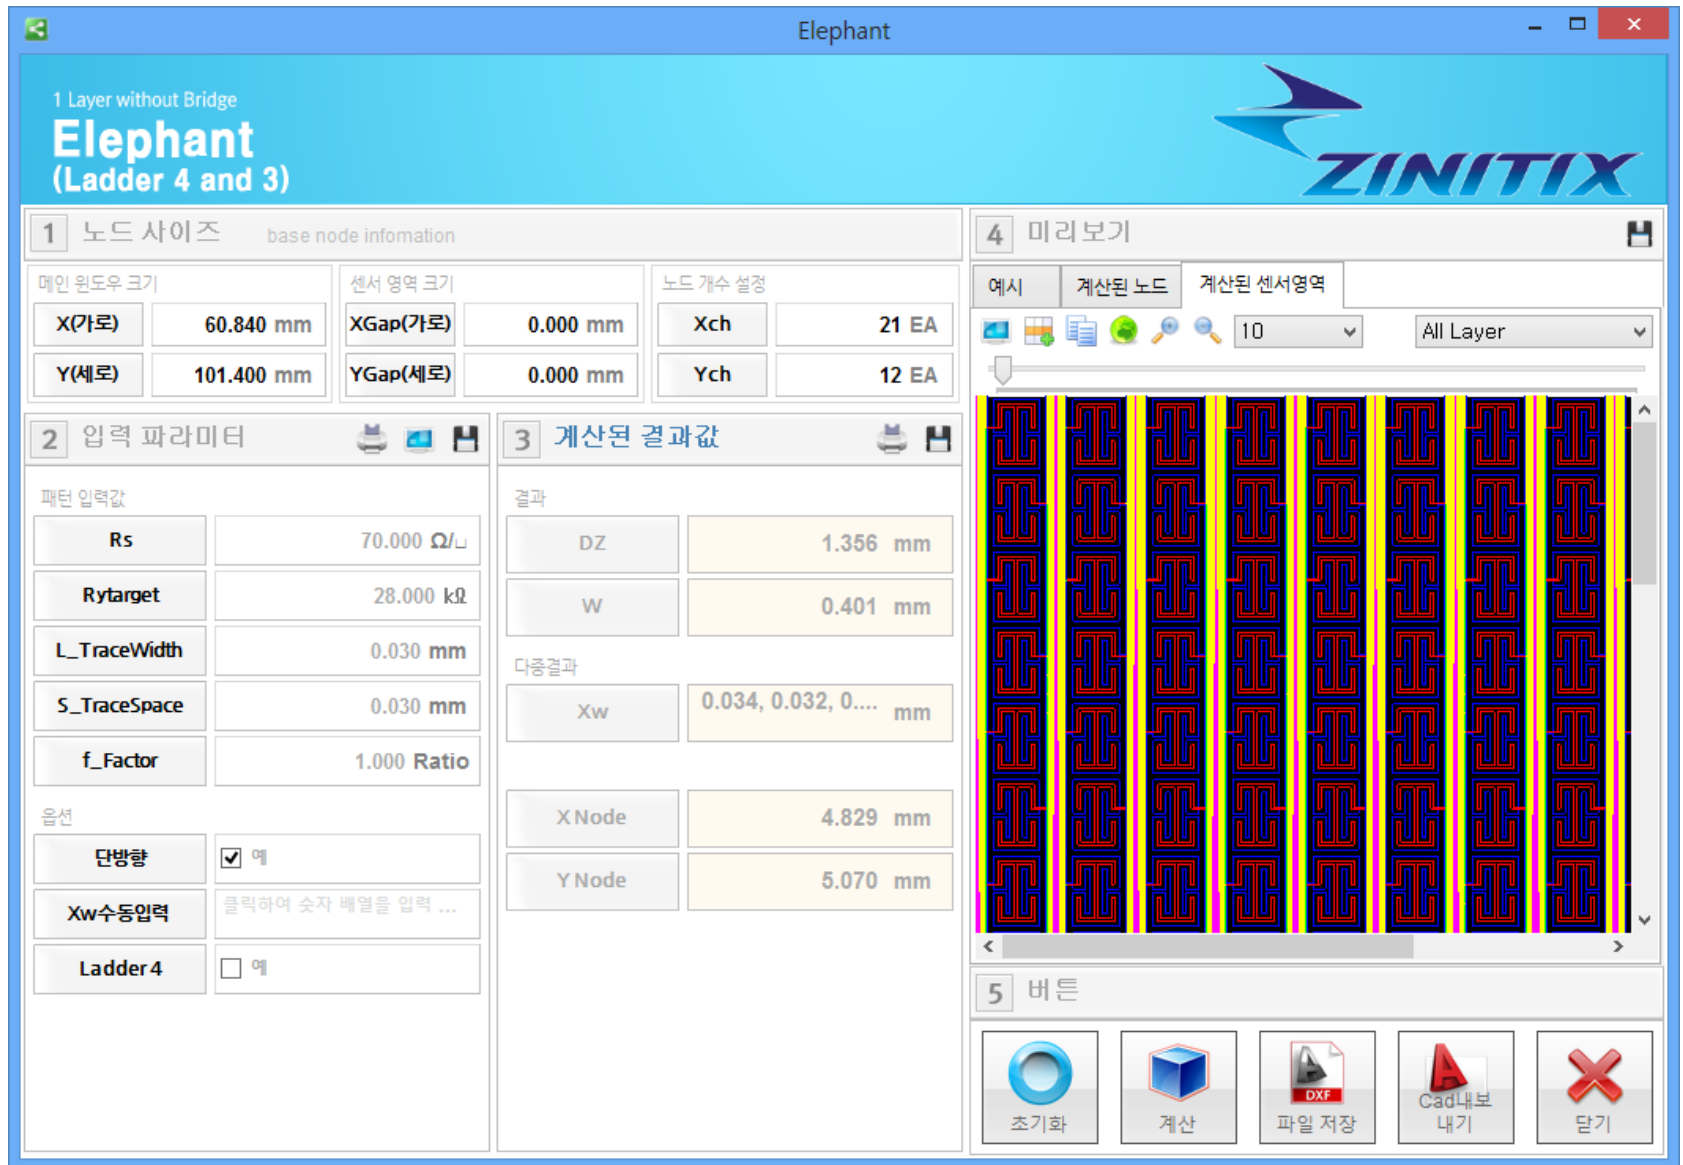 Elephant
1 Layer without Bridge
Elephant
(Ladder 4 and 3)
ZINITIX
1 노드 사이즈 base node infomation
메인 윈도우 크기 센서 영역 크기 노드 개수 설정
X(가로) 60.840 mm XGap(가로) 0.000 mm Xch 21 EA
Y(세로) 101.400 mm YGap(세로) 0.000 mm Ych 12 EA
2 입력 파라미터
패턴 입력값
Rs 70.000 Ω/□
Rytarget 28.000 kΩ
L_TraceWidth 0.030 mm
S_TraceSpace 0.030 mm
f_Factor 1.000 Ratio
옵션
단방향 예
Xw수동입력 클릭하여 숫자 배열을 입력 ...
Ladder4 예
3 계산된 결과값
결과
DZ 1.356 mm
W 0.401 mm
다중결과
Xw 0.034, 0.032, 0.... mm
X Node 4.829 mm
Y Node 5.070 mm
4 미리보기
예시 계산된 노드 계산된 센서영역
10 All Layer
5 버튼
초기화
계산
DXF
파일 저장
Cad내보
내기
닫기